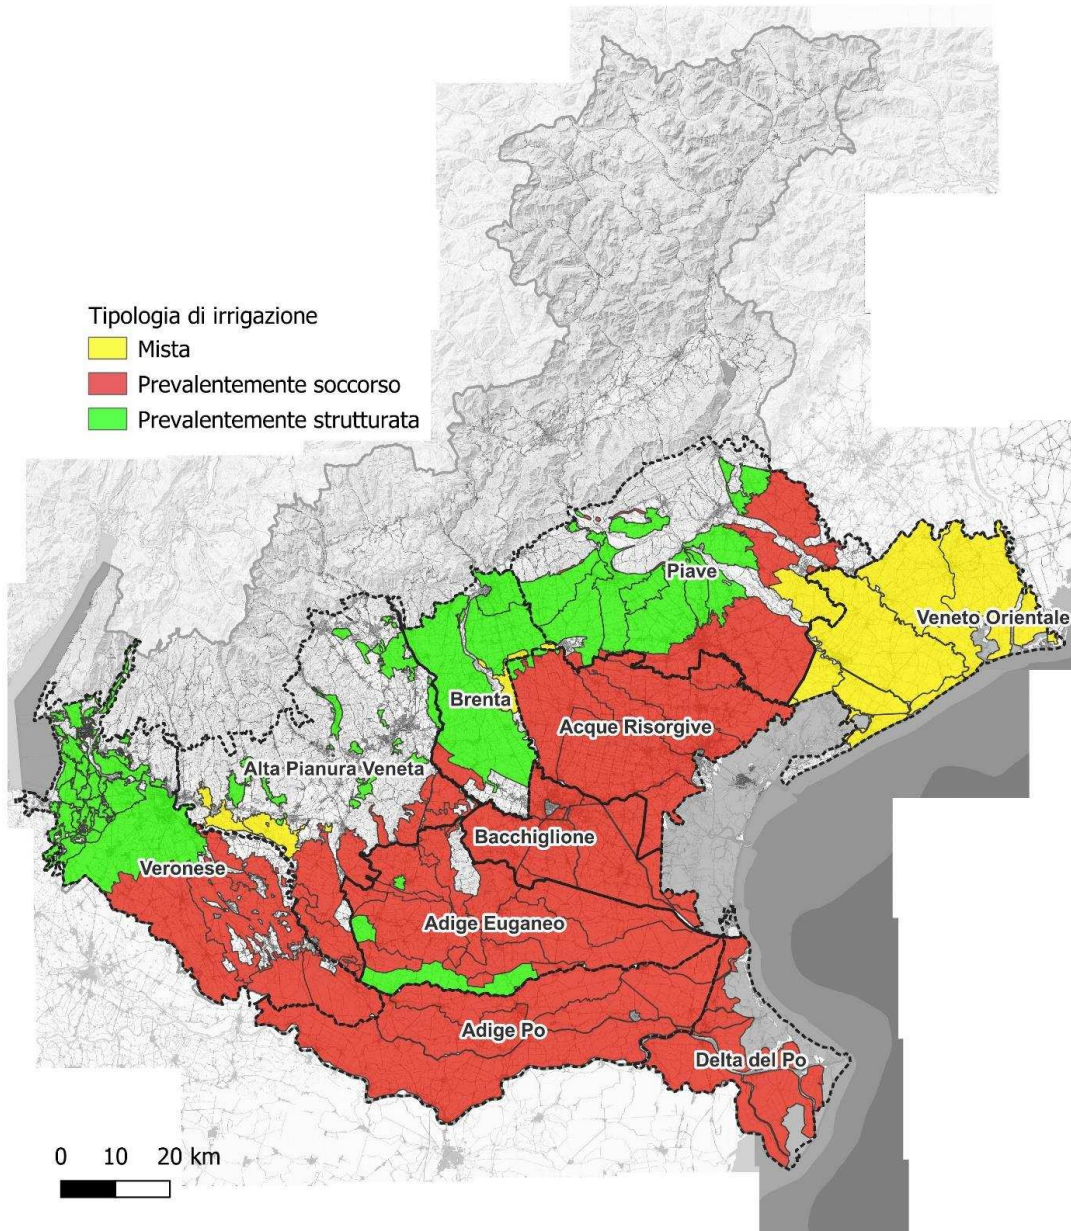 Tipologia di irrigazione
Mista
Prevalentemente soccorso
Prevalentemente strutturata
Piave
Veneto Orientale
Brenta
Acque Risorgive
Alta Pianura Veneta
Bacchiglione
Veronese
Adige Euganeo
Adige Po
Delta del Po
0 10 20 km